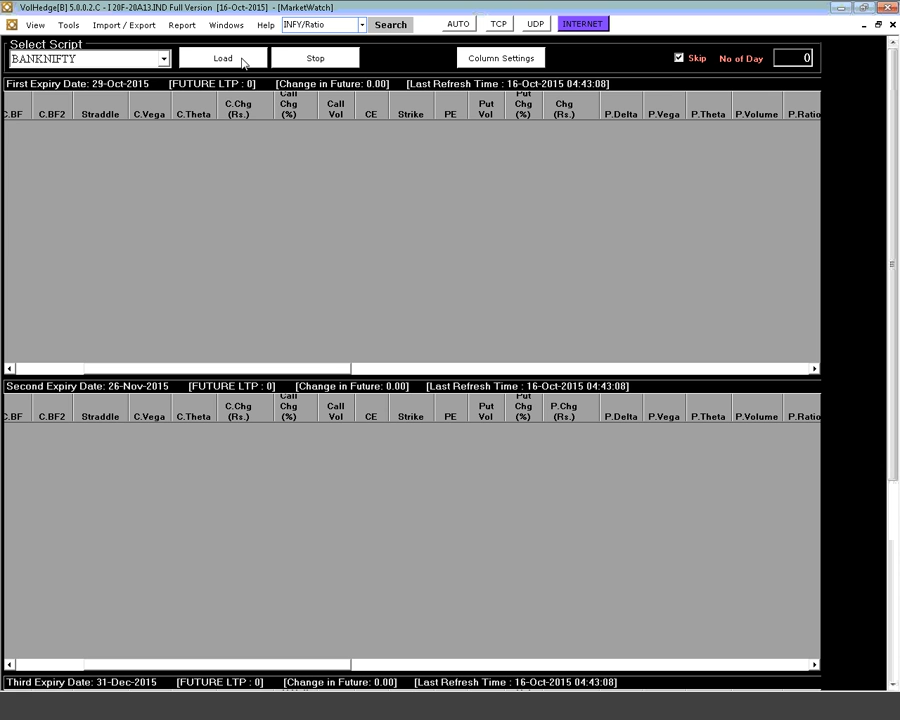 VolHedge[B] 5.0.0.2.C - I 20F-20A13.IND Full Version [16-Oct-2015] - [MarketWatch]
View Tools Import / Export Report Windows Help INFY/Ratio Search AUTO TCP UDP INTERNET
Select Script
BANKNIFTY Load Stop Column Settings Skip No of Day 0
First Expiry Date: 29-Oct-2015 [FUTURE LTP : 0] [Change in Future: 0.00] [Last Refresh Time : 16-Oct-2015 04:43:08]
C.BF C.BF2 Straddle C.Vega C.Theta C.Chg (Rs.) Call Chg (%) Call Vol CE Strike PE Put Vol Put Chg (%) Chg (Rs.) P.Delta P.Vega P.Theta P.Volume P.Ratio
Second Expiry Date: 26-Nov-2015 [FUTURE LTP : 0] [Change in Future: 0.00] [Last Refresh Time : 16-Oct-2015 04:43:08]
C.BF C.BF2 Straddle C.Vega C.Theta C.Chg (Rs.) Call Chg (%) Call Vol CE Strike PE Put Vol Put Chg (%) P.Chg (Rs.) P.Delta P.Vega P.Theta P.Volume P.Ratio
Third Expiry Date: 31-Dec-2015 [FUTURE LTP : 0] [Change in Future: 0.00] [Last Refresh Time : 16-Oct-2015 04:43:08]